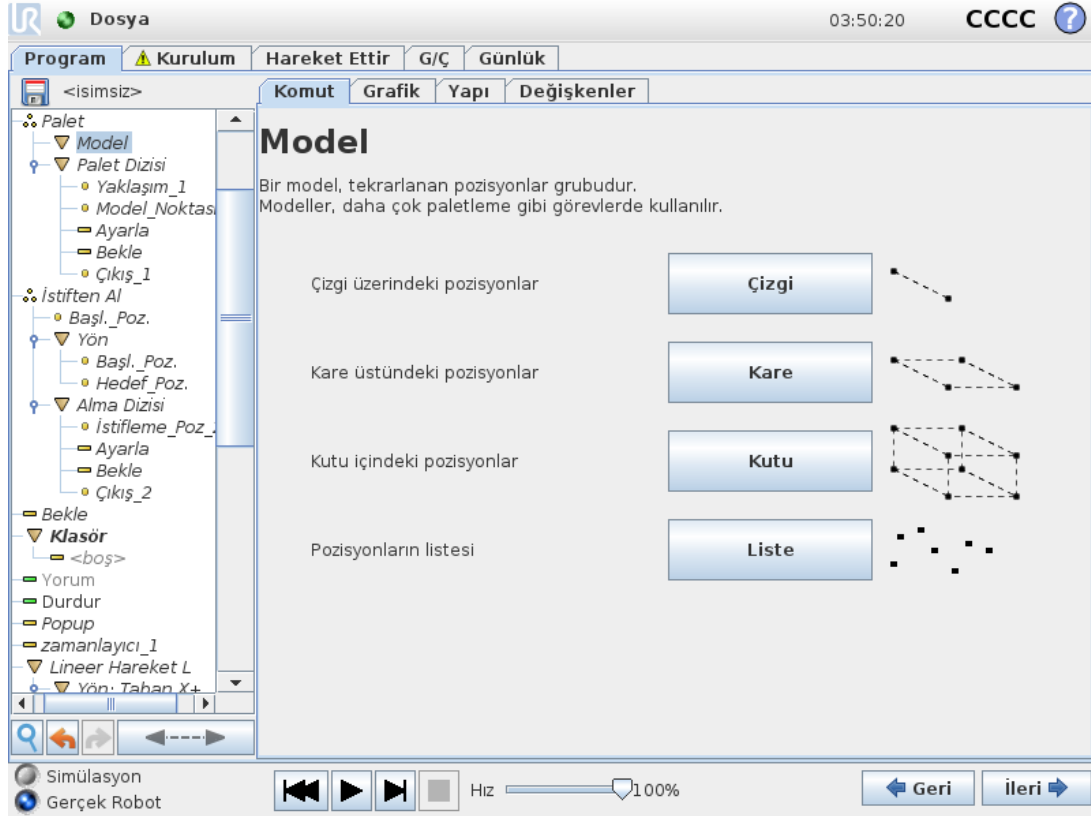 Dosya 03:50:20 CCCC ?
Program Kurulum Hareket Ettir G/Ç Günlük
<isimsiz> Komut Grafik Yapı Değişkenler
Palet
Model
Palet Dizisi
Yaklaşım_1
Model_Noktası
Ayarla
Bekle
Çıkış_1
İstiften Al
Başl._Poz.
Yön
Başl._Poz.
Hedef_Poz.
Alma Dizisi
İstifleme_Poz_
Ayarla
Bekle
Çıkış_2
Bekle
Klasör
<boş>
Yorum
Durdur
Popup
zamanlayıcı_1
Lineer Hareket L
Yön: Taban X+
Model
Bir model, tekrarlanan pozisyonlar grubudur.
Modeller, daha çok paletleme gibi görevlerde kullanılır.
Çizgi üzerindeki pozisyonlar Çizgi
Kare üstündeki pozisyonlar Kare
Kutu içindeki pozisyonlar Kutu
Pozisyonların listesi Liste
Simülasyon
Gerçek Robot
Hız 100%
Geri İleri